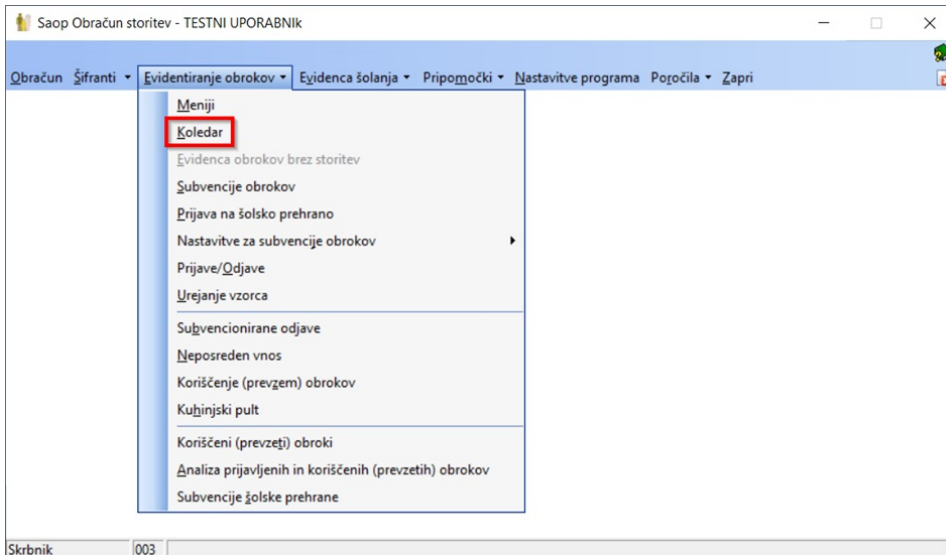 Saop Obračun storitev - TESTNI UPORABNIk
Obračun Šifranti Evidentiranje obrokov Evidenca šolanja Pripomočki Nastavitve programa Poročila Zapri
Meniji
Koledar
Evidenca obrokov brez storitev
Subvencije obrokov
Prijava na šolsko prehrano
Nastavitve za subvencije obrokov
Prijave/Odjave
Urejanje vzorca
Subvencionirane odjave
Neposreden vnos
Koriščenje (prevzem) obrokov
Kuhinjski pult
Koriščeni (prevzeti) obroki
Analiza prijavljenih in koriščenih (prevzetih) obrokov
Subvencije šolske prehrane
Skrbnik 003